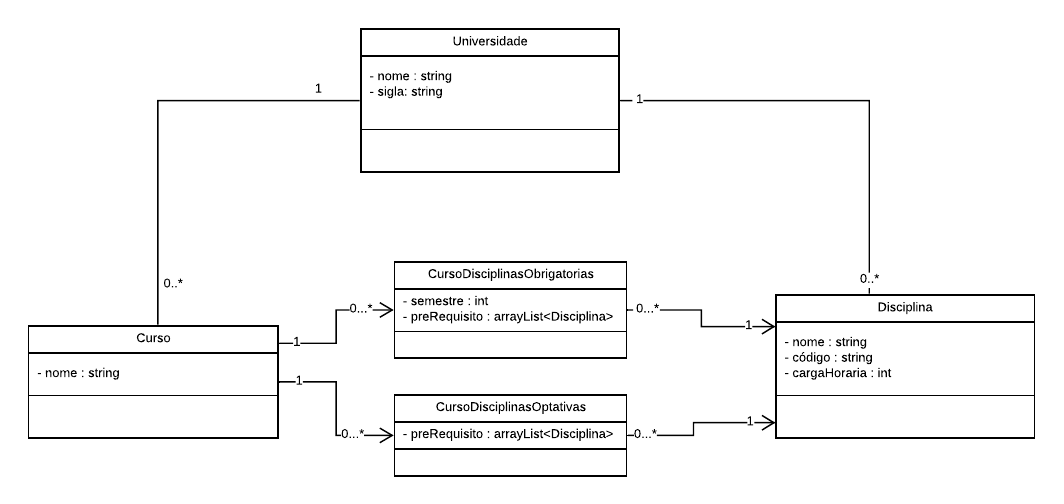 Universidade
- nome : string
- sigla: string
1
1
0..*
0..*
CursoDisciplinasObrigatorias
- semestre : int
- preRequisito : arrayList<Disciplina>
0...*
0...*
1
1
Disciplina
- nome : string
- código : string
- cargaHoraria : int
Curso
- nome : string
1
CursoDisciplinasOptativas
- preRequisito : arrayList<Disciplina>
0...*
0...*
1